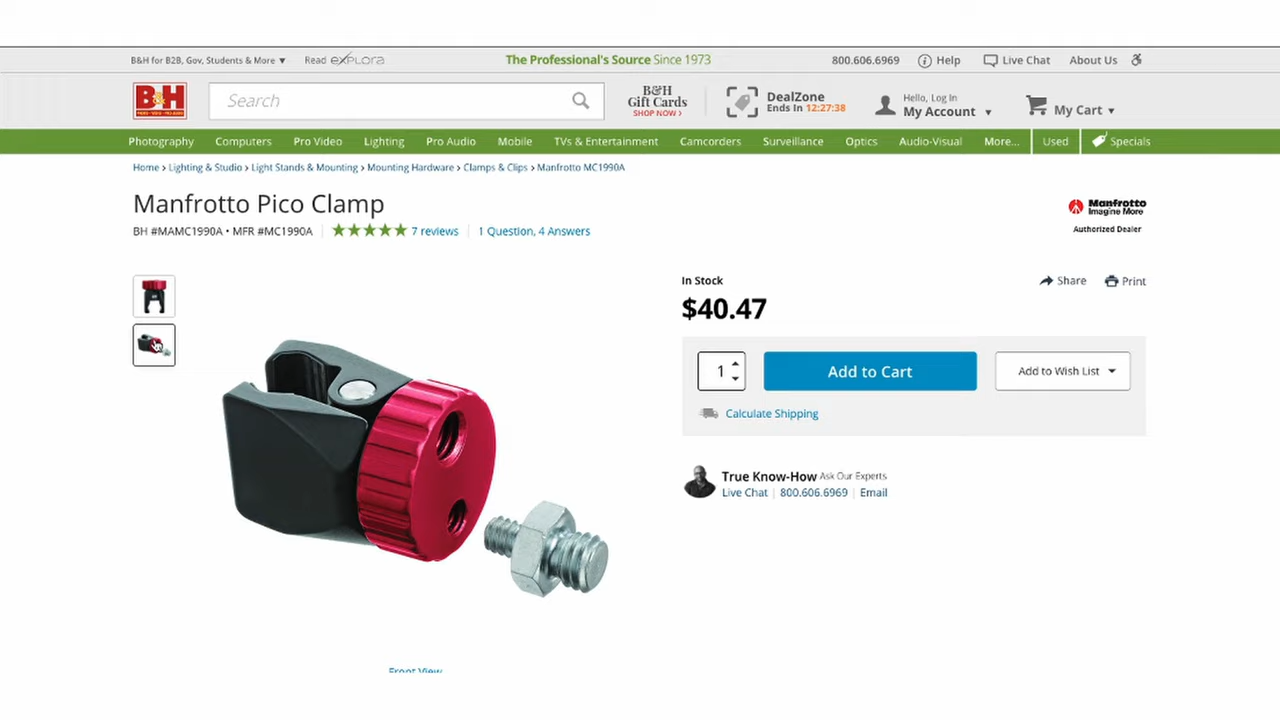 B&H for B2B, Gov, Students & More ▼ Read explora The Professional's Source Since 1973 800.606.6969 Help Live Chat About Us
B&H Search B&H Gift Cards SHOP NOW › DealZone Ends In 12:27:38 Hello, Log In My Account ▼ My Cart ▼
Photography Computers Pro Video Lighting Pro Audio Mobile TVs & Entertainment Camcorders Surveillance Optics Audio-Visual More... Used Specials
Home › Lighting & Studio › Light Stands & Mounting › Mounting Hardware › Clamps & Clips › Manfrotto MC1990A
Manfrotto Pico Clamp
BH #MAMC1990A • MFR #MC1990A 7 reviews 1 Question, 4 Answers
Manfrotto
Imagine More
Authorized Dealer
In Stock Share Print
$40.47
1 Add to Cart Add to Wish List
Calculate Shipping
True Know-How Ask Our Experts
Live Chat 800.606.6969 Email
Front View